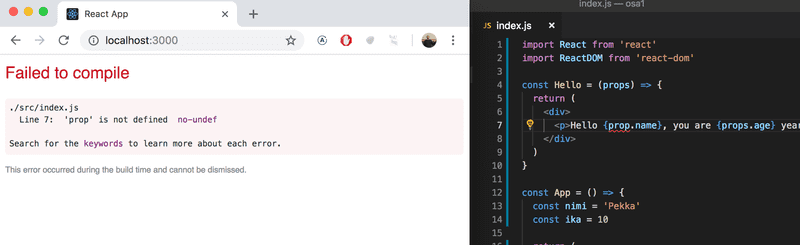 React App
localhost:3000
Failed to compile
./src/index.js
Line 7: 'prop' is not defined no-undef
Search for the keywords to learn more about each error.
This error occurred during the build time and cannot be dismissed.
index.js — osa1
JS index.js
1 import React from 'react'
2 import ReactDOM from 'react-dom'
3
4 const Hello = (props) => {
5 return (
6 <div>
7 <p>Hello {prop.name}, you are {props.age} year
8 </div>
9 )
10 }
11
12 const App = () => {
13 const nimi = 'Pekka'
14 const ika = 10
15